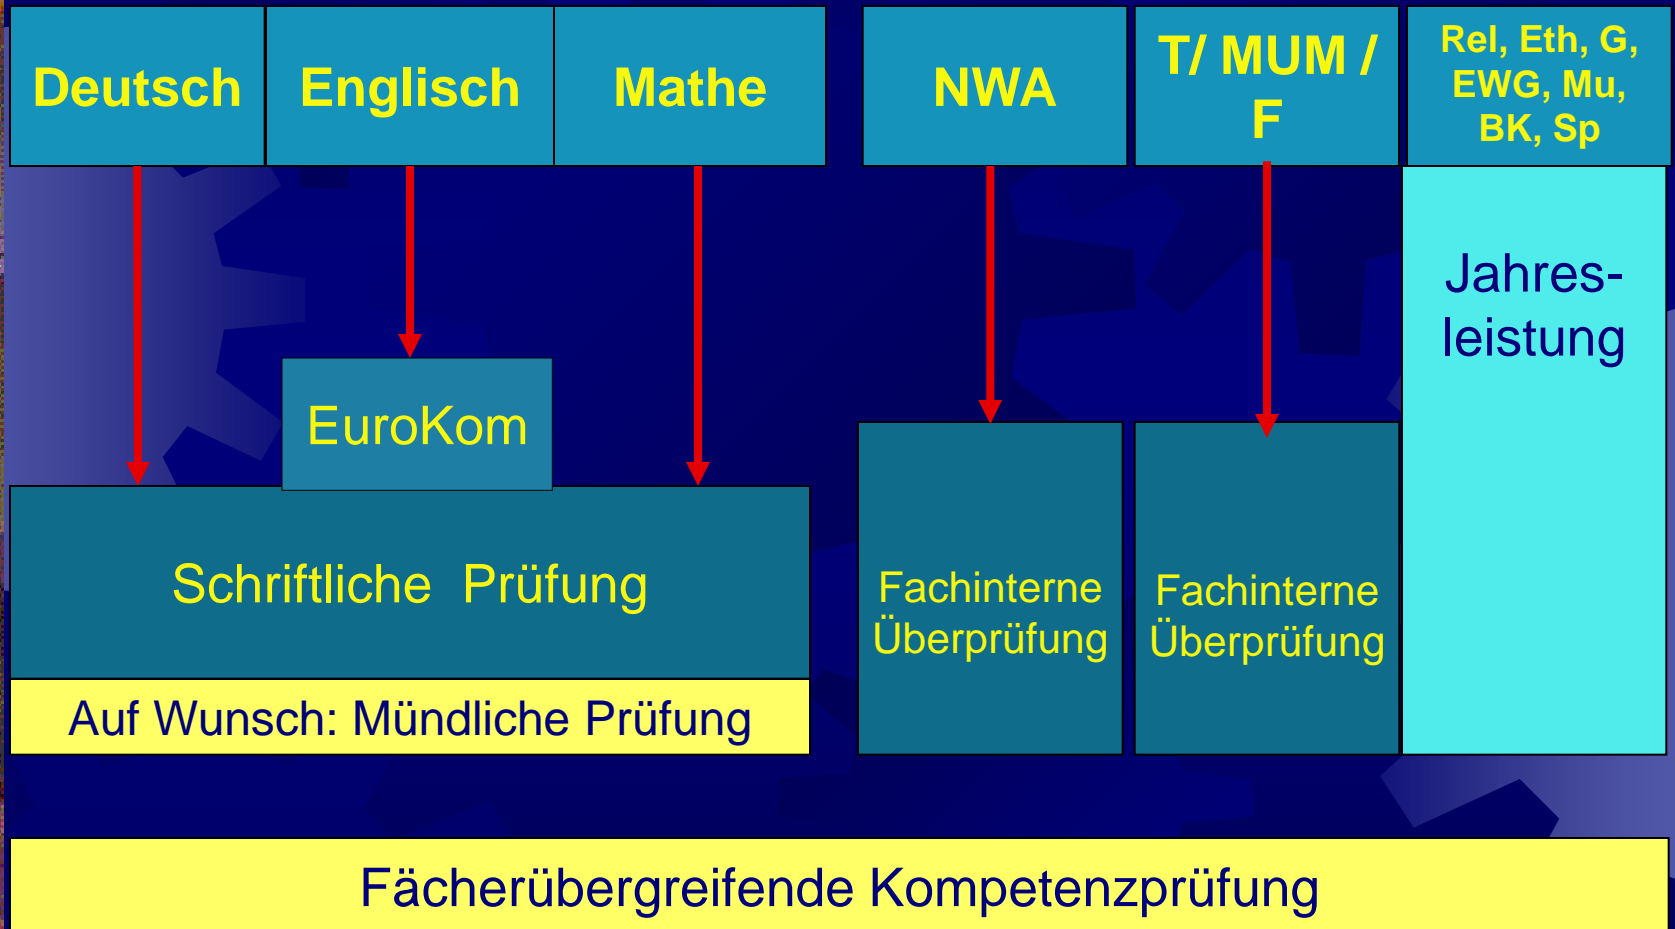 Deutsch
Englisch
Mathe
NWA
T/ MUM /
F
Rel, Eth, G,
EWG, Mu,
BK, Sp
Jahres-
leistung
EuroKom
Schriftliche Prüfung
Fachinterne
Überprüfung
Fachinterne
Überprüfung
Auf Wunsch: Mündliche Prüfung
Fächerübergreifende Kompetenzprüfung